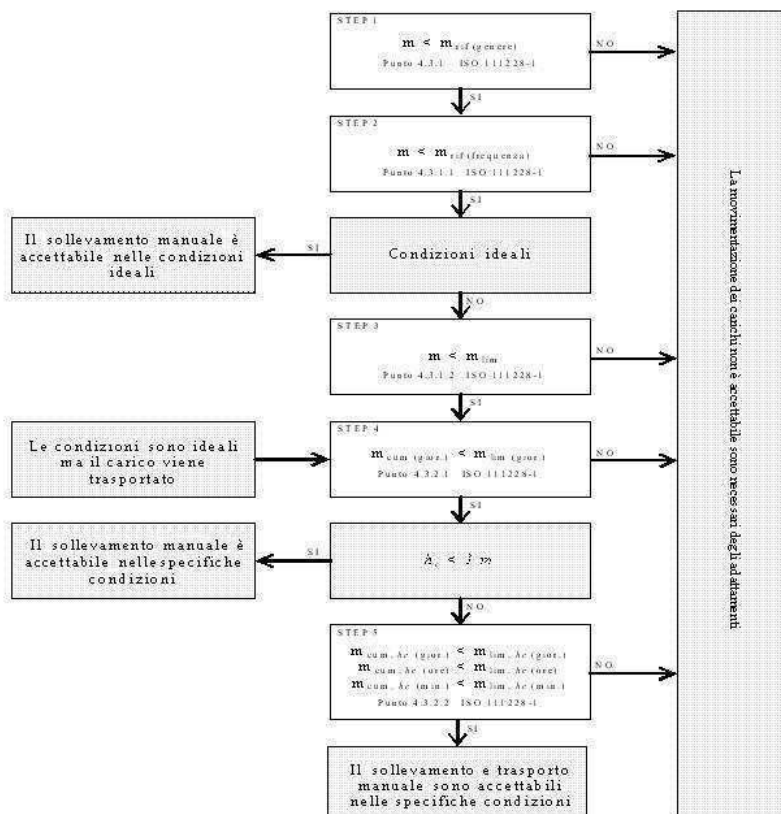 STEP 1
m < m rif (genere)
Punto 4.3.1 ISO 111228-1
NO
SI
STEP 2
m < m rif (frequenza)
Punto 4.3.1.1 ISO 111228-1
NO
SI
Il sollevamento manuale è
accettabile nelle condizioni
ideali
SI
Condizioni ideali
NO
STEP 3
m < m lim
Punto 4.3.1.2 ISO 111228-1
NO
SI
Le condizioni sono ideali
ma il carico viene
trasportato
STEP 4
m cum (gior.) < m lim (gior.)
Punto 4.3.2.1 ISO 111228-1
NO
SI
Il sollevamento manuale è
accettabile nelle specifiche
condizioni
SI
NO
STEP 5
m cum. hc (gior.) < m lim. hc (gior.)
m cum. hc (ore) < m lim. hc (ore)
m cum. hc (min.) < m lim. hc (min.)
Punto 4.3.2.2 ISO 111228-1
NO
SI
Il sollevamento e trasporto
manuale sono accettabili
nelle specifiche condizioni
La movimentazione dei carichi non è accettabile sono necessari degli adattamenti